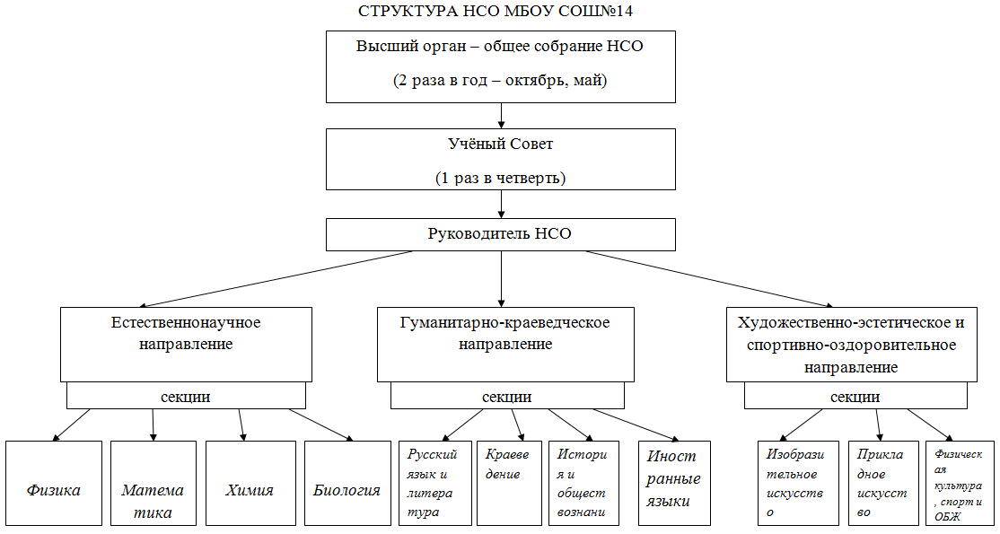 СТРУКТУРА НСО МБОУ СОШ№14
Высший орган – общее собрание НСО
(2 раза в год – октябрь, май)
Учёный Совет
(1 раз в четверть)
Руководитель НСО
Естественнонаучное
направление
секции
Гуманитарно-краеведческое
направление
секции
Художественно-эстетическое и
спортивно-оздоровительное
направление
секции
Физика
Матема
тика
Химия
Биология
Русский
язык и
литера
тура
Краеве
дение
Истори
я и
общест
вознани
Иност
ранные
языки
Изобрази
тельное
искусств
о
Прикла
дное
искусст
во
Физическ
ая
культура
, спорт и
ОБЖ